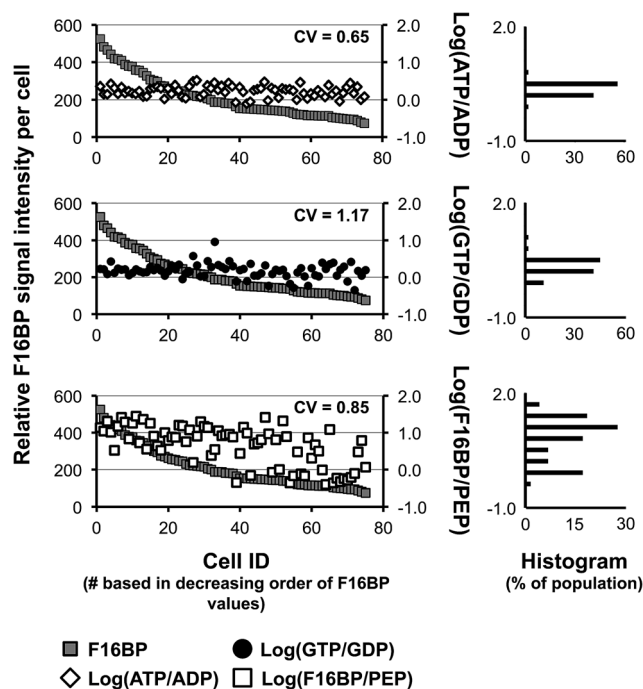 Relative F16BP signal intensity per cell
600
400
200
0
CV = 0.65
2.0
1.0
0.0
-1.0
0 20 40 60 80
Log(ATP/ADP)
2.0
-1.0
0 30 60
600
400
200
0
CV = 1.17
2.0
1.0
0.0
-1.0
0 20 40 60 80
Log(GTP/GDP)
2.0
-1.0
0 30 60
600
400
200
0
CV = 0.85
2.0
1.0
0.0
-1.0
0 20 40 60 80
Log(F16BP/PEP)
2.0
-1.0
0 15 30
Cell ID
(# based in decreasing order of F16BP
values)
Histogram
(% of population)
F16BP
Log(GTP/GDP)
Log(ATP/ADP)
Log(F16BP/PEP)